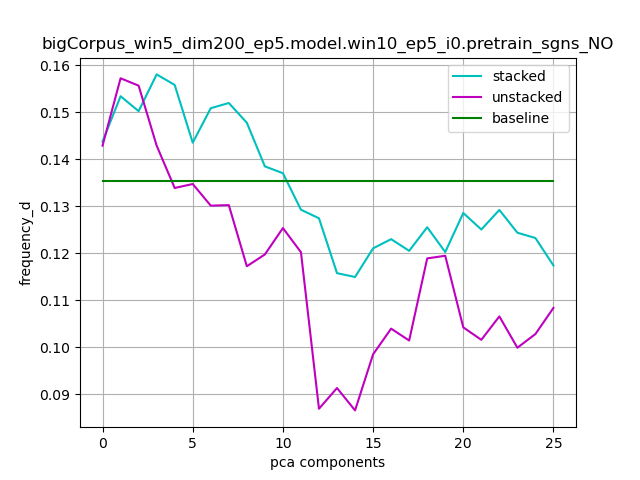 bigCorpus_win5_dim200_ep5.model.win10_ep5_i0.pretrain_sgns_NO
0.16
0.15
0.14
0.13
0.12
0.11
0.10
0.09
frequency_d
stacked
unstacked
baseline
0 5 10 15 20 25
pca components